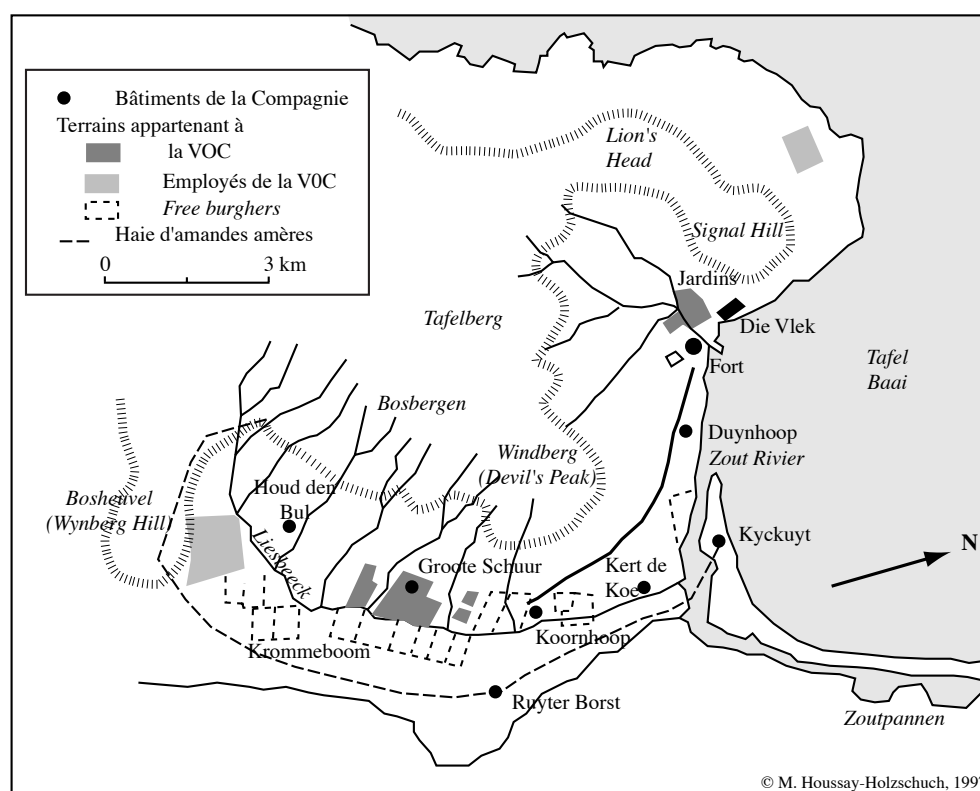 Bâtiments de la Compagnie
Terrains appartenant à
la VOC
Employés de la V0C
Free burghers
Haie d'amandes amères
0
3 km
Lion's
Head
Signal Hill
Jardins
Die Vlek
Tafelberg
Fort
Tafel
Baai
Bosbergen
Duynhoop
Zout Rivier
Windberg
(Devil's Peak)
Bosheuvel
(Wynberg Hill)
Houd den
Bul
Liesbeeck
Kyckuyt
N
Groote Schuur
Kert de
Koe
Koornhoop
Krommeboom
Ruyter Borst
Zoutpannen
© M. Houssay-Holzschuch, 1997